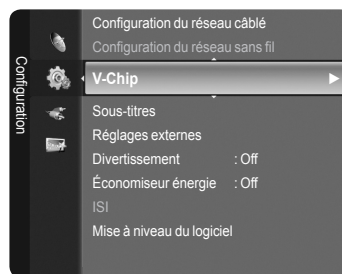 Configuration
Configuration du réseau câblé
Configuration du réseau sans fil
V-Chip
Sous-titres
Réglages externes
Divertissement : Off
Économiseur énergie : Off
ISI
Mise à niveau du logiciel